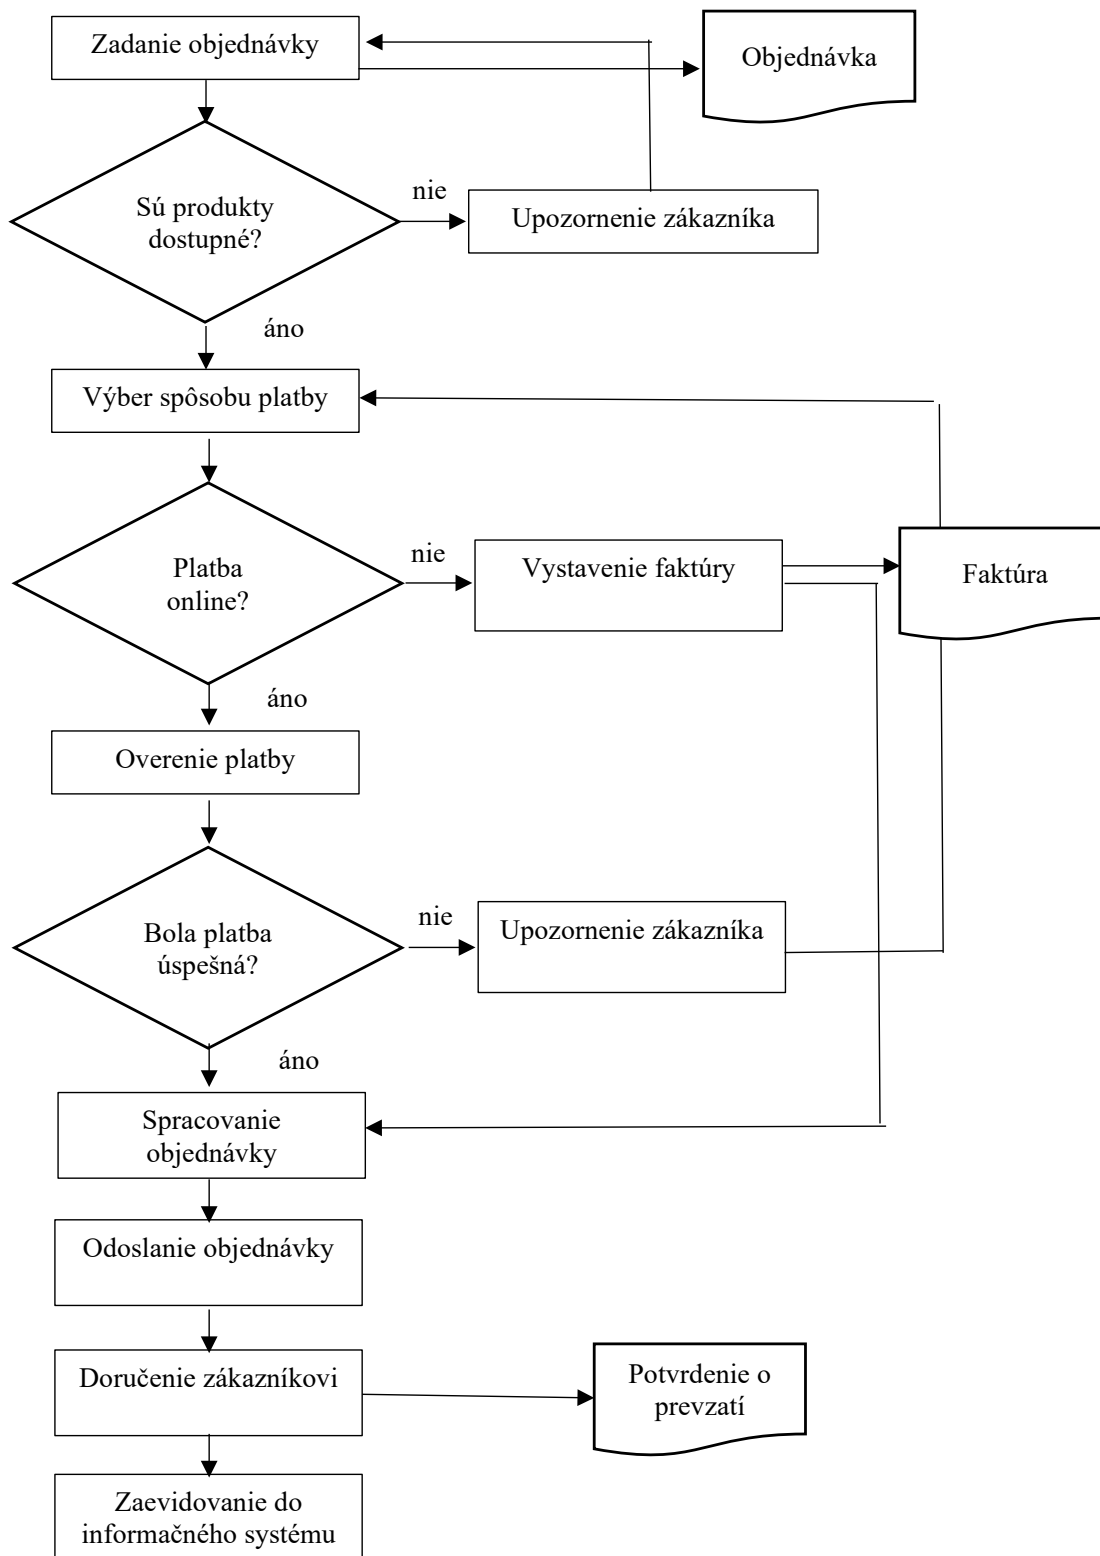 Zadanie objednávky
Objednávka
Sú produkty
dostupné?
nie
Upozornenie zákazníka
áno
Výber spôsobu platby
Platba
online?
nie
Vystavenie faktúry
Faktúra
áno
Overenie platby
Bola platba
úspešná?
nie
Upozornenie zákazníka
áno
Spracovanie
objednávky
Odoslanie objednávky
Doručenie zákazníkovi
Potvrdenie o
prevzatí
Zaevidovanie do
informačného systému